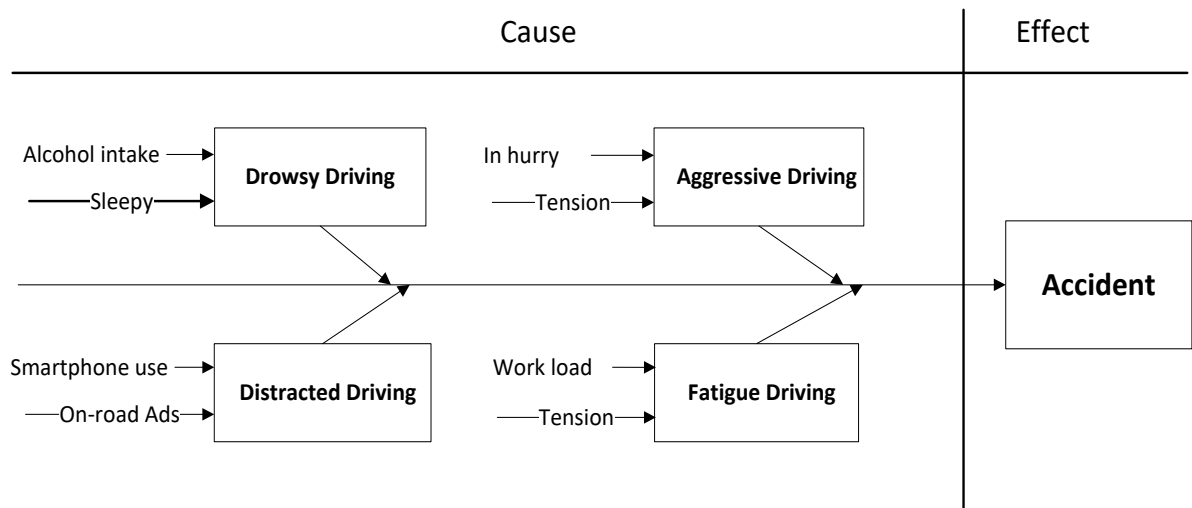 Cause
Effect
Alcohol intake
Sleepy
Drowsy Driving
In hurry
Tension
Aggressive Driving
Accident
Smartphone use
On-road Ads
Distracted Driving
Work load
Tension
Fatigue Driving